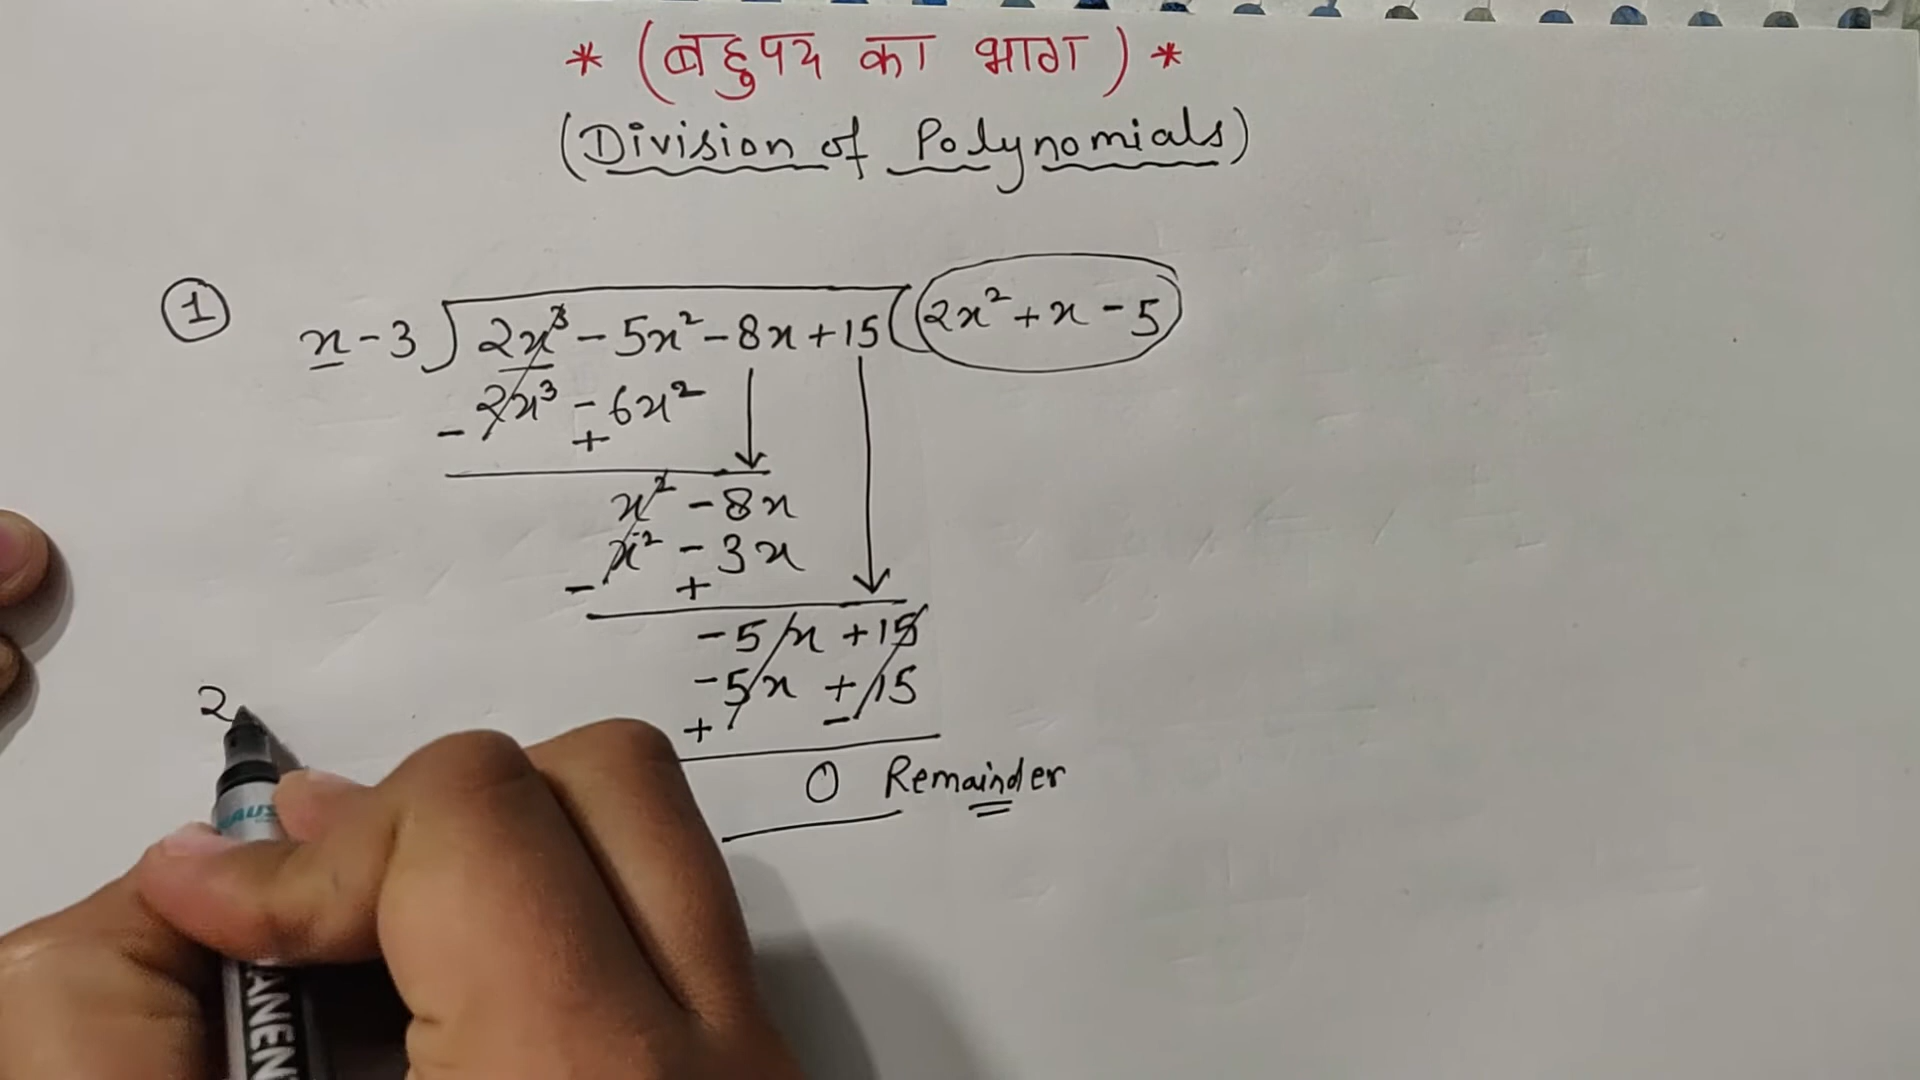 * (बहुपद का भाग) *
(Division of Polynomials)
1
x - 3 ) 2x³ - 5x² - 8x + 15 ( 2x² + x - 5
2x³ - 6x²
- +
x² - 8x
x² - 3x
- +
-5x + 15
-5x + 15
+ -
0 Remainder
2
ANEN